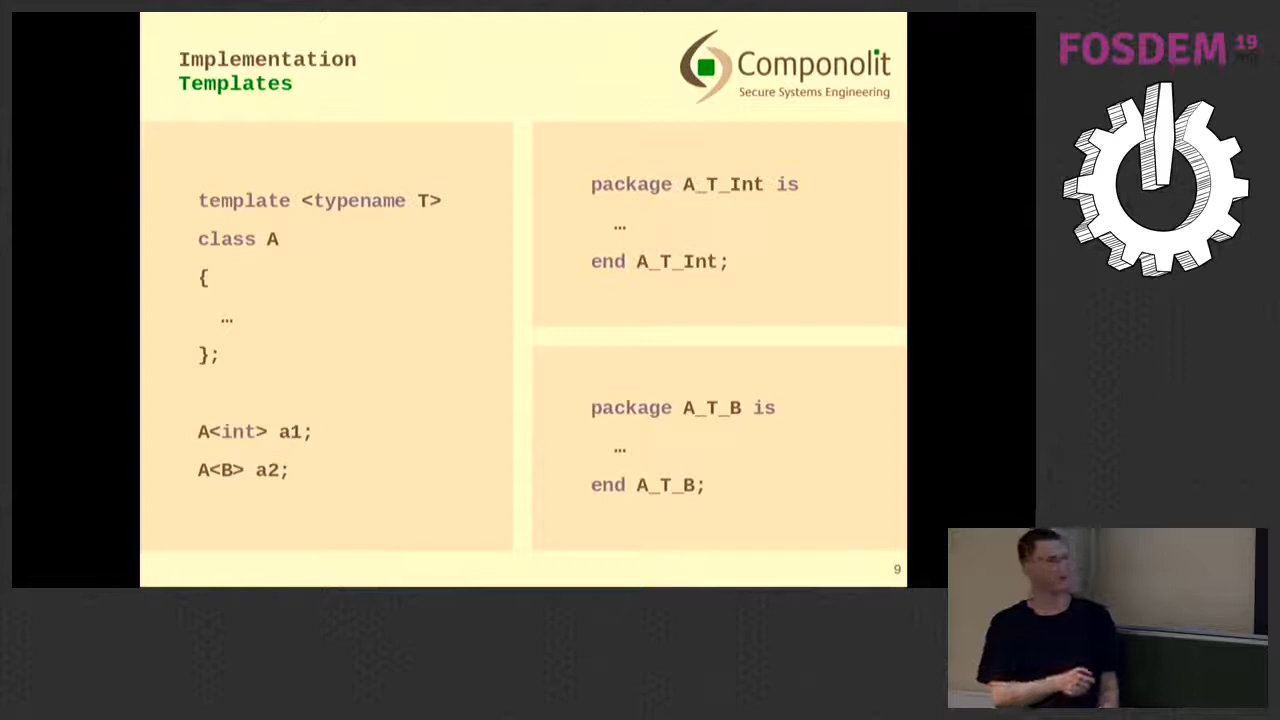 Implementation
Templates
Componolit
Secure Systems Engineering
template <typename T>
class A
{
…
};
A<int> a1;
A<B> a2;
package A_T_Int is
…
end A_T_Int;
package A_T_B is
…
end A_T_B;
9
FOSDEM 19